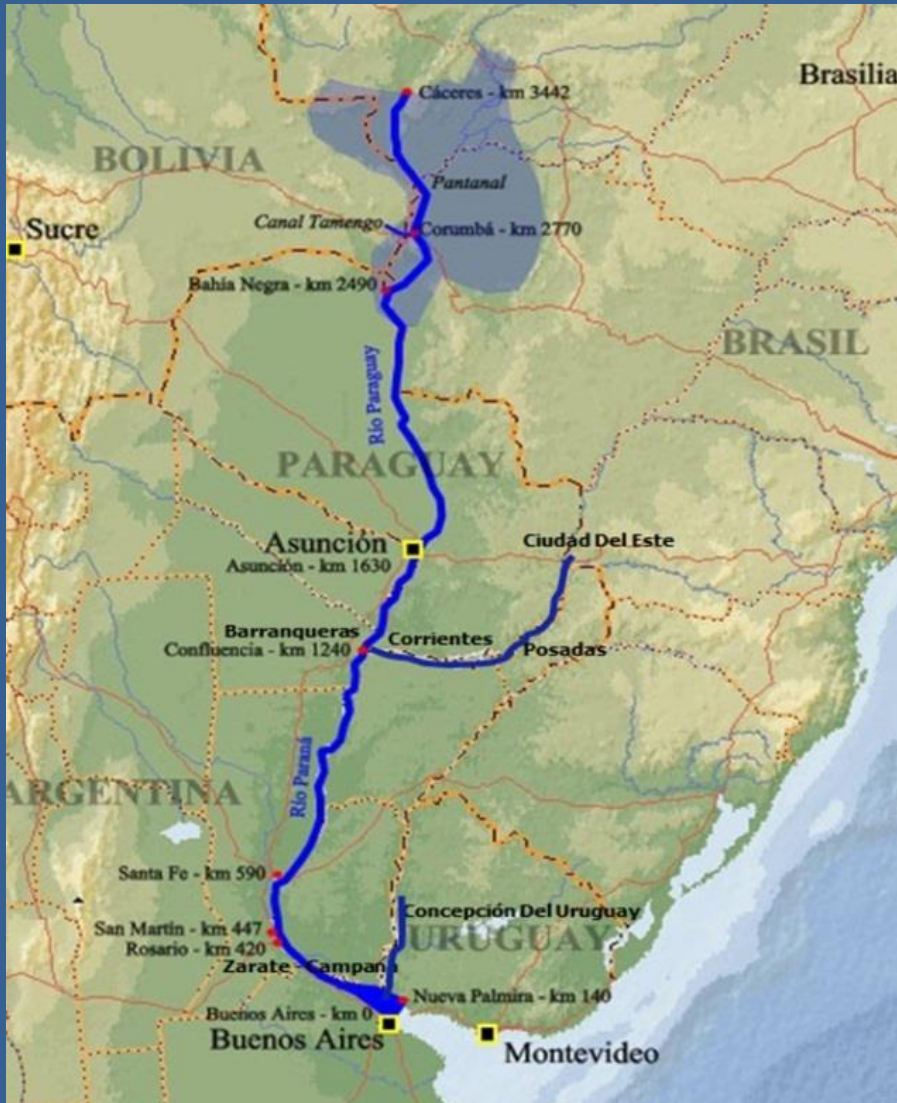 Brasilia
Cáceres - km 3442
BOLIVIA
Pantanal
Canal Tamengo
Sucre
Corumbá - km 2770
Bahia Negra - km 2490
BRASIL
Río Paraguay
PARAGUAY
Ciudad Del Este
Asunción
Asunción - km 1630
Barranqueras
Corrientes
Confluencia - km 1240
Posadas
Río Paraná
ARGENTINA
Santa Fe - km 590
Concepción Del Uruguay
San Martin - km 447
URUGUAY
Rosario - km 420
Zarate - Campana
Nueva Palmira - km 140
Buenos Aires - km 0
Buenos Aires
Montevideo